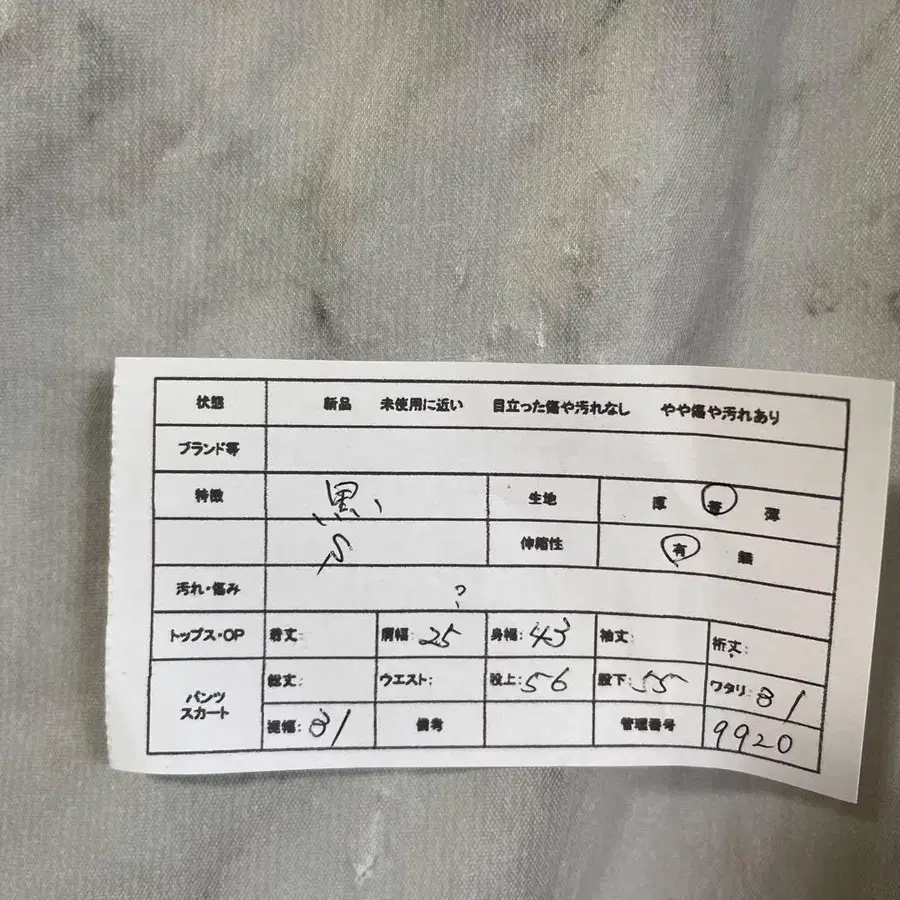 状態 新品 未使用に近い 目立った傷や汚れなし やや傷や汚れあり
ブランド等
特徴 黒、 生地 厚 普 薄
S 伸縮性 有 無
汚れ・傷み ?
トップス・OP 着丈: 肩幅: 25 身幅: 43 袖丈: 裄丈:
パンツ スカート 総丈: ウエスト: 股上: 56 股下: 55 ワタリ: 31
裾幅: 31 備考 管理番号 9920